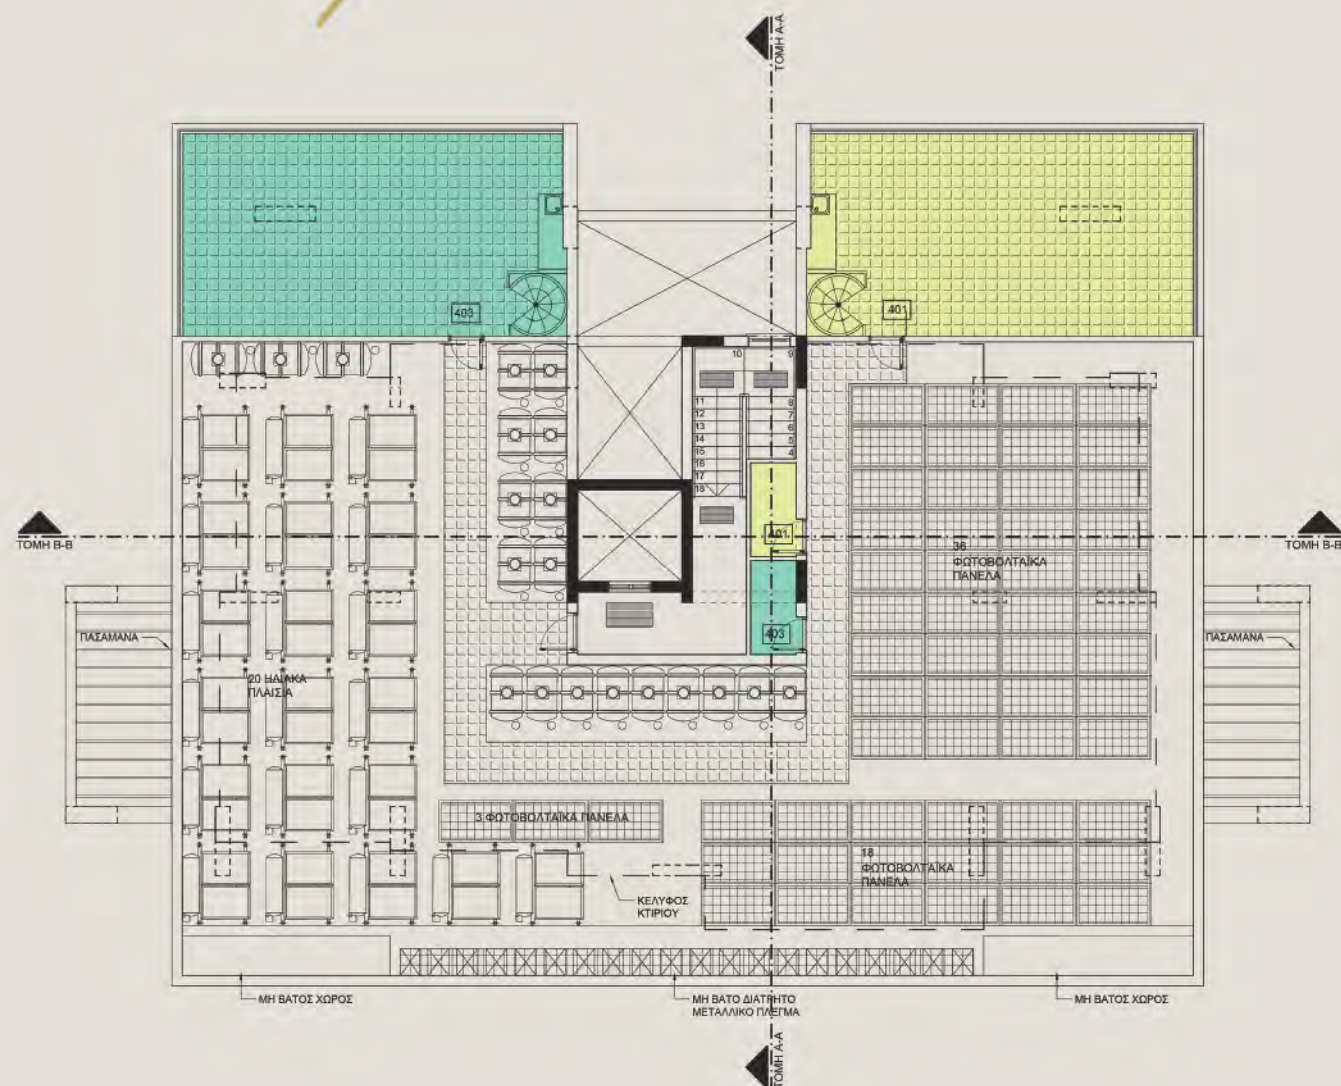 ΤΟΜΗ Α-Α
403
401
10
9
11
8
12
7
13
6
14
5
15
4
16
17
18
401
ΤΟΜΗ Β-Β
ΤΟΜΗ Β-Β
36
ΦΩΤΟΒΟΛΤΑΪΚΑ
ΠΑΝΕΛΑ
403
ΠΑΣΑΜΑΝΑ
ΠΑΣΑΜΑΝΑ
20 ΗΛΙΑΚΑ
ΠΛΑΙΣΙΑ
3 ΦΩΤΟΒΟΛΤΑΪΚΑ ΠΑΝΕΛΑ
18
ΦΩΤΟΒΟΛΤΑΪΚΑ
ΠΑΝΕΛΑ
ΚΕΛΥΦΟΣ
ΚΤΙΡΙΟΥ
ΜΗ ΒΑΤΟΣ ΧΩΡΟΣ
ΜΗ ΒΑΤΟ ΔΙΑΤΡΗΤΟ
ΜΕΤΑΛΛΙΚΟ ΠΛΕΓΜΑ
ΜΗ ΒΑΤΟΣ ΧΩΡΟΣ
ΤΟΜΗ Α-Α